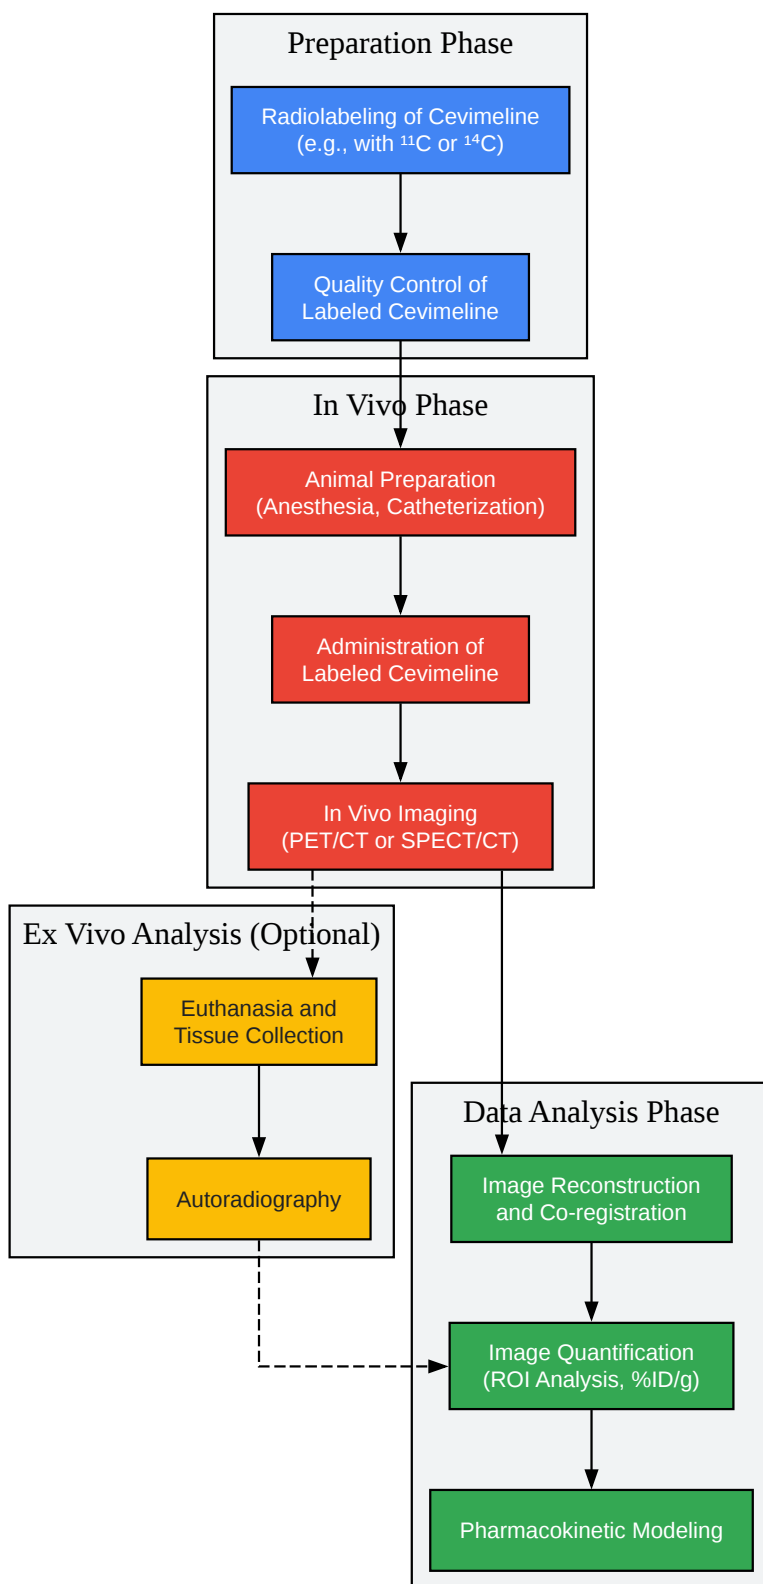 Preparation Phase
Radiolabeling of Cevimeline
(e.g., with ¹¹C or ¹⁴C)
Quality Control of
Labeled Cevimeline
In Vivo Phase
Animal Preparation
(Anesthesia, Catheterization)
Administration of
Labeled Cevimeline
In Vivo Imaging
(PET/CT or SPECT/CT)
Ex Vivo Analysis (Optional)
Euthanasia and
Tissue Collection
Autoradiography
Data Analysis Phase
Image Reconstruction
and Co-registration
Image Quantification
(ROI Analysis, %ID/g)
Pharmacokinetic Modeling